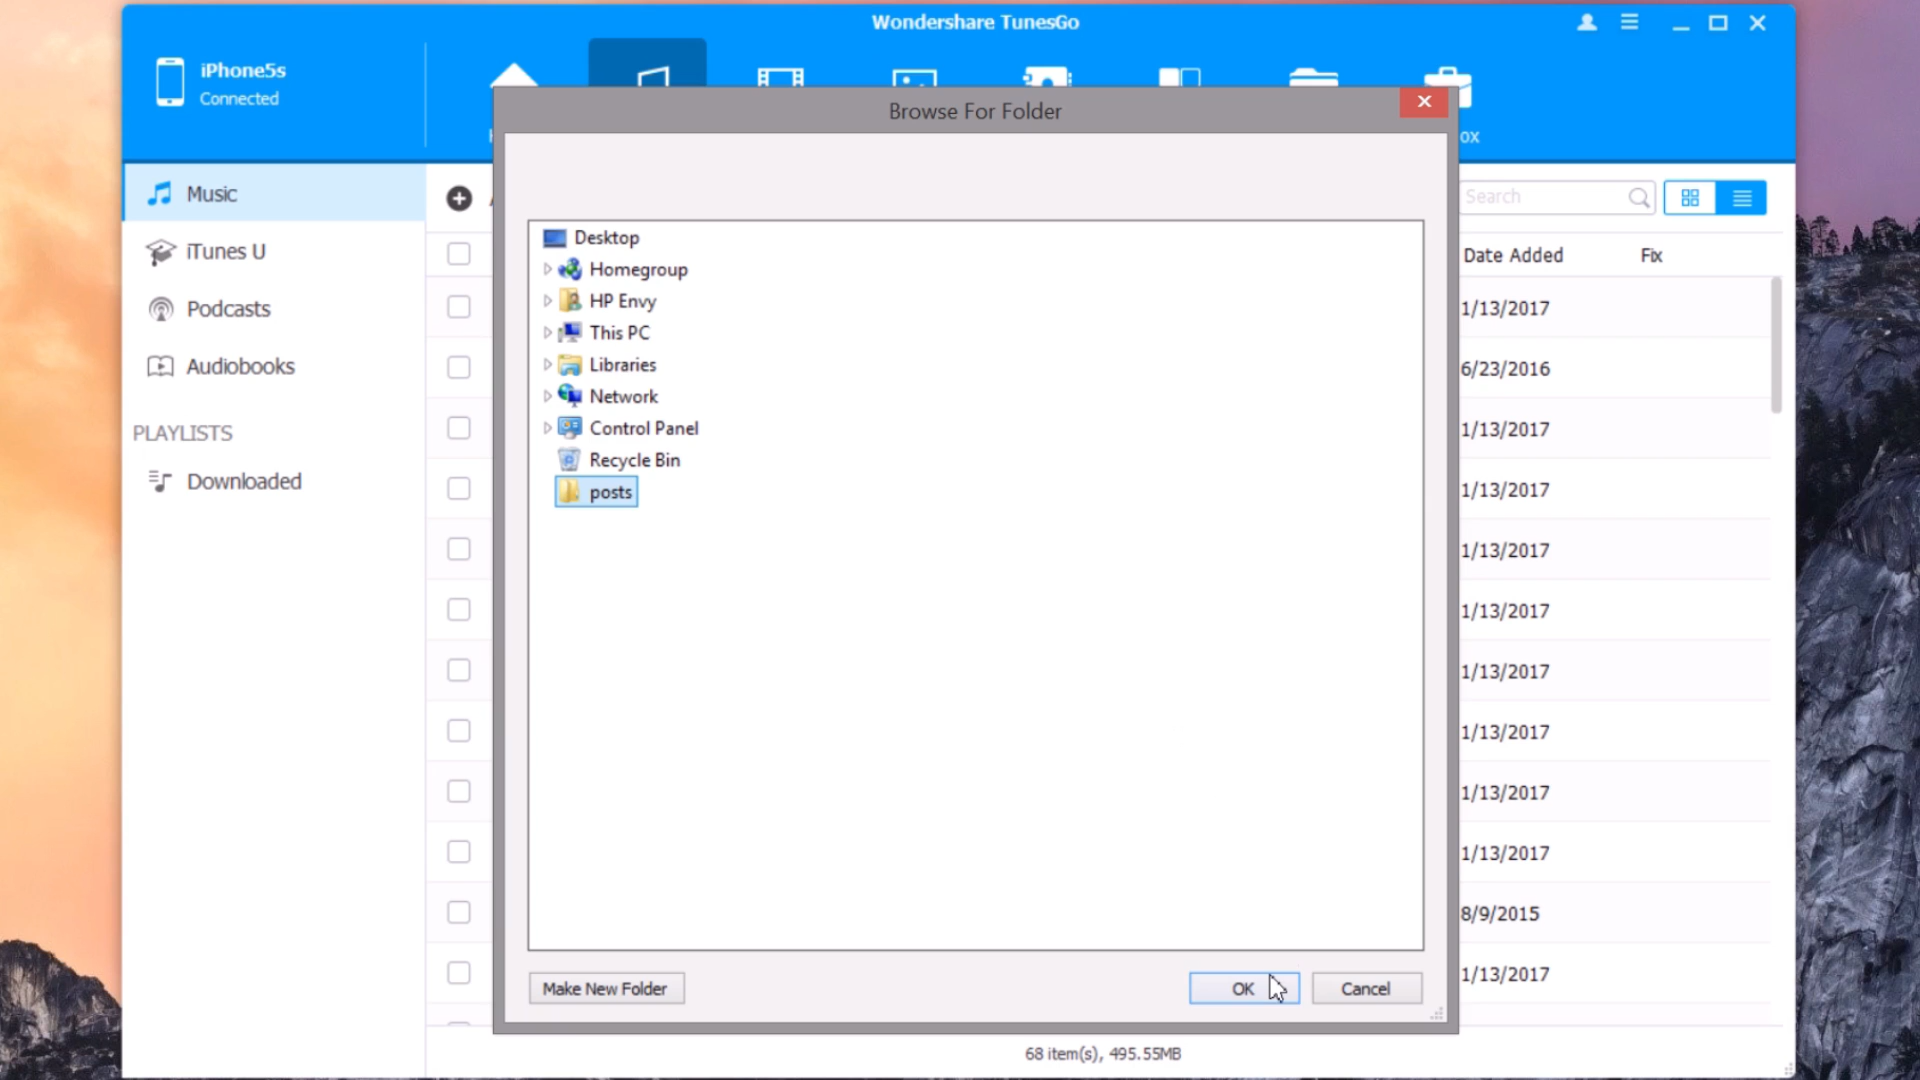 Wondershare TunesGo
iPhone5s
Connected
Browse For Folder
ox
Music
iTunes U
Podcasts
Audiobooks
PLAYLISTS
Downloaded
Search
Date Added Fix
Desktop
Homegroup
HP Envy
This PC
Libraries
Network
Control Panel
Recycle Bin
posts
1/13/2017
6/23/2016
1/13/2017
1/13/2017
1/13/2017
1/13/2017
1/13/2017
1/13/2017
1/13/2017
1/13/2017
8/9/2015
1/13/2017
Make New Folder
OK
Cancel
68 item(s), 495.55MB